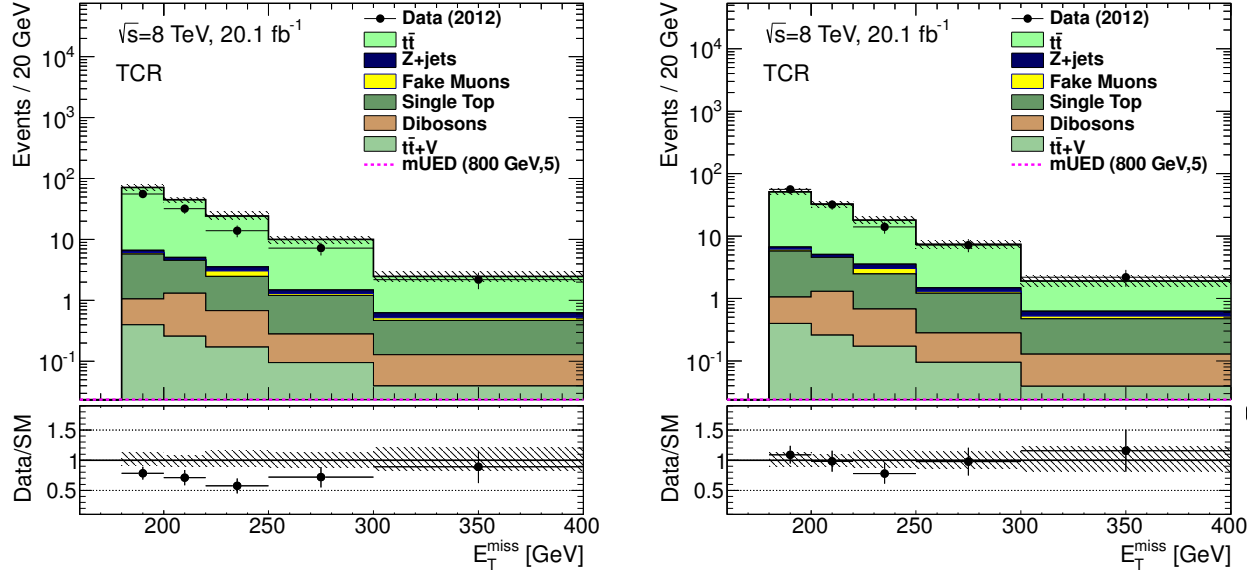 √s=8 TeV, 20.1 fb⁻¹
TCR
Data (2012)
tt̄
Z+jets
Fake Muons
Single Top
Dibosons
tt̄+V
mUED (800 GeV,5)
Events / 20 GeV
10⁴
10³
10²
10
1
10⁻¹
Data/SM
1.5
1
0.5
200 250 300 350 400
E_T^miss [GeV]
√s=8 TeV, 20.1 fb⁻¹
TCR
Data (2012)
tt̄
Z+jets
Fake Muons
Single Top
Dibosons
tt̄+V
mUED (800 GeV,5)
Events / 20 GeV
10⁴
10³
10²
10
1
10⁻¹
Data/SM
1.5
1
0.5
200 250 300 350 400
E_T^miss [GeV]